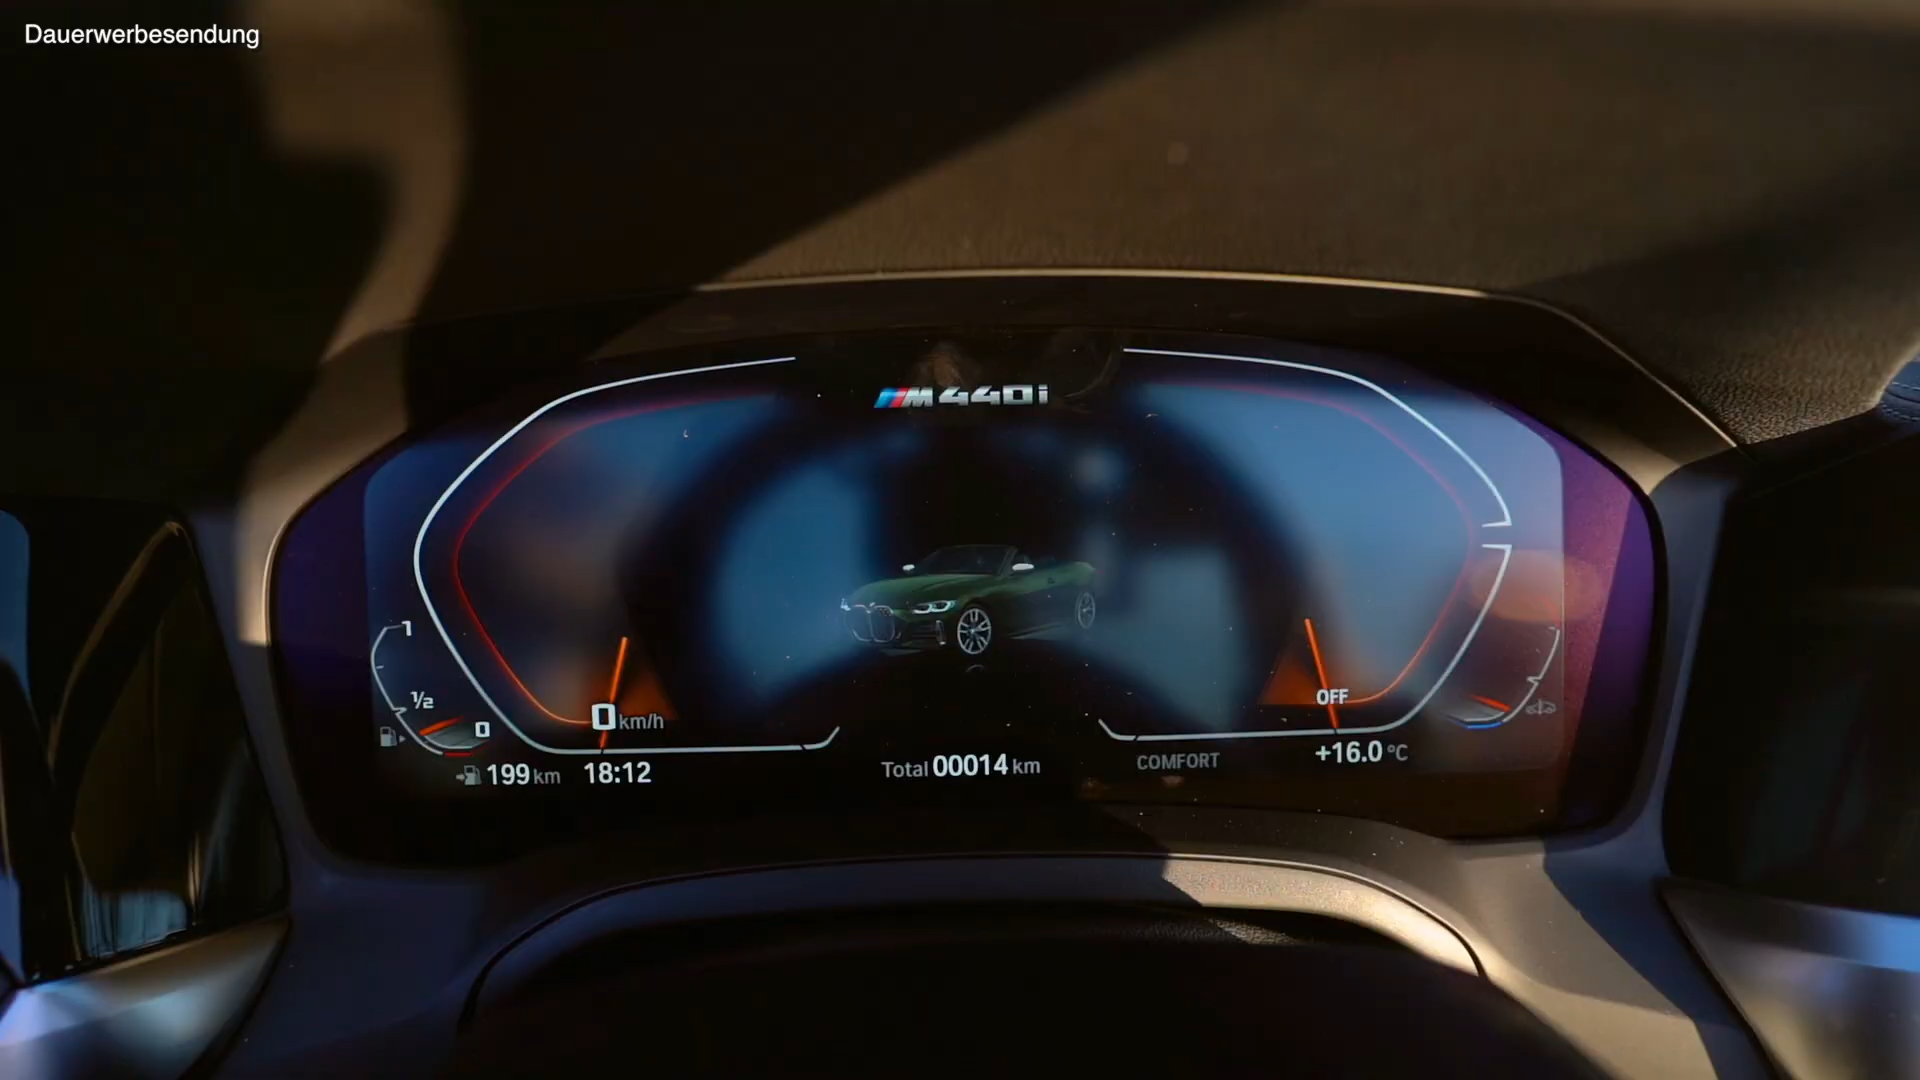 Dauerwerbesendung
M440i
1
1/2
0
0 km/h
OFF
199 km
18:12
Total 00014 km
COMFORT
+16.0 °C